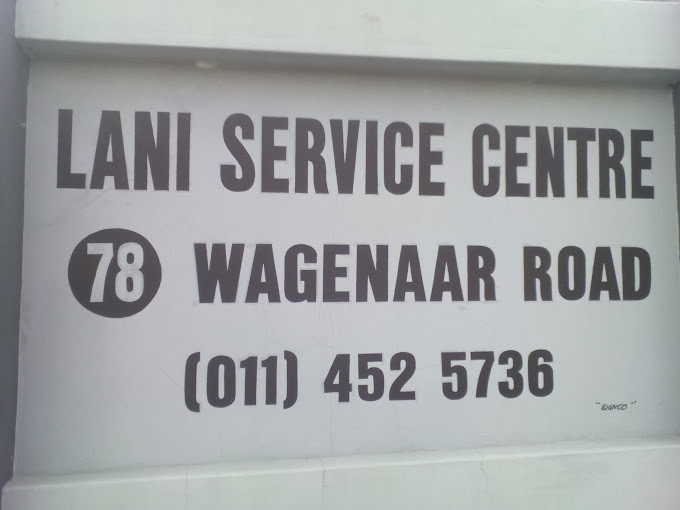 LANI SERVICE CENTRE
78 WAGENAAR ROAD
(011) 452 5736